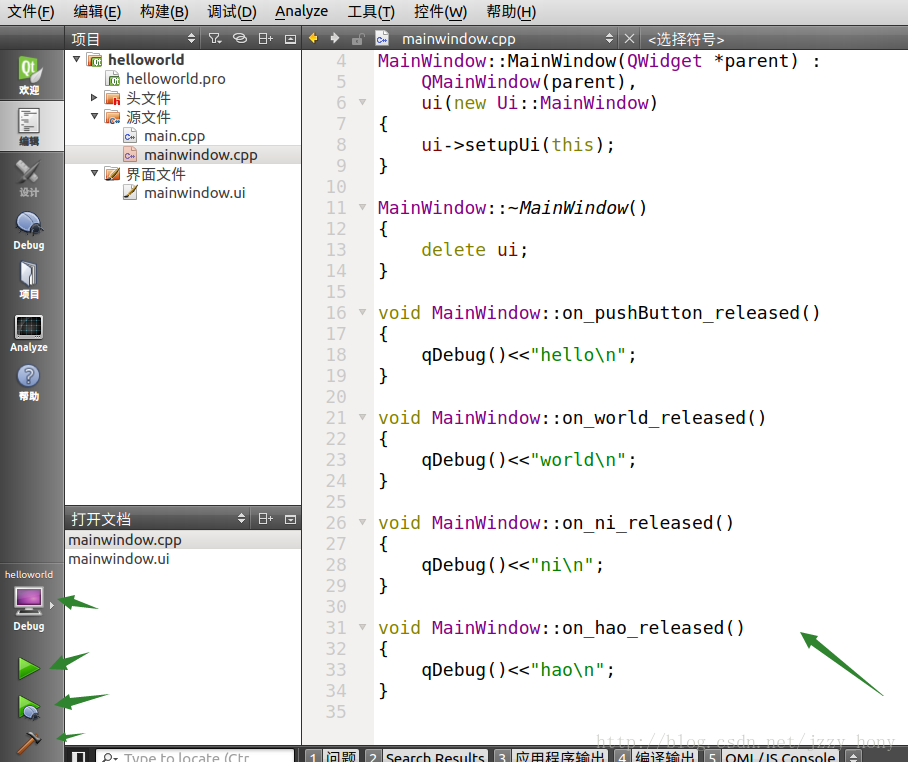 文件(F) 编辑(E) 构建(B) 调试(D) Analyze 工具(T) 控件(W) 帮助(H)
项目
mainwindow.cpp
<选择符号>
欢迎
编辑
设计
Debug
项目
Analyze
帮助
helloworld
helloworld.pro
头文件
源文件
main.cpp
mainwindow.cpp
界面文件
mainwindow.ui
打开文档
mainwindow.cpp
mainwindow.ui
helloworld
Debug
4 MainWindow::MainWindow(QWidget *parent) :
5 QMainWindow(parent),
6 ui(new Ui::MainWindow)
7 {
8 ui->setupUi(this);
9 }
10
11 MainWindow::~MainWindow()
12 {
13 delete ui;
14 }
15
16 void MainWindow::on_pushButton_released()
17 {
18 qDebug()<<"hello\n";
19 }
20
21 void MainWindow::on_world_released()
22 {
23 qDebug()<<"world\n";
24 }
25
26 void MainWindow::on_ni_released()
27 {
28 qDebug()<<"ni\n";
29 }
30
31 void MainWindow::on_hao_released()
32 {
33 qDebug()<<"hao\n";
34 }
35
http://blog.csdn.net/jzzy_hony
Type to locate (Ctr
1 问题 2 Search Results 3 应用程序输出 4 编译输出 5 QML/JS Console